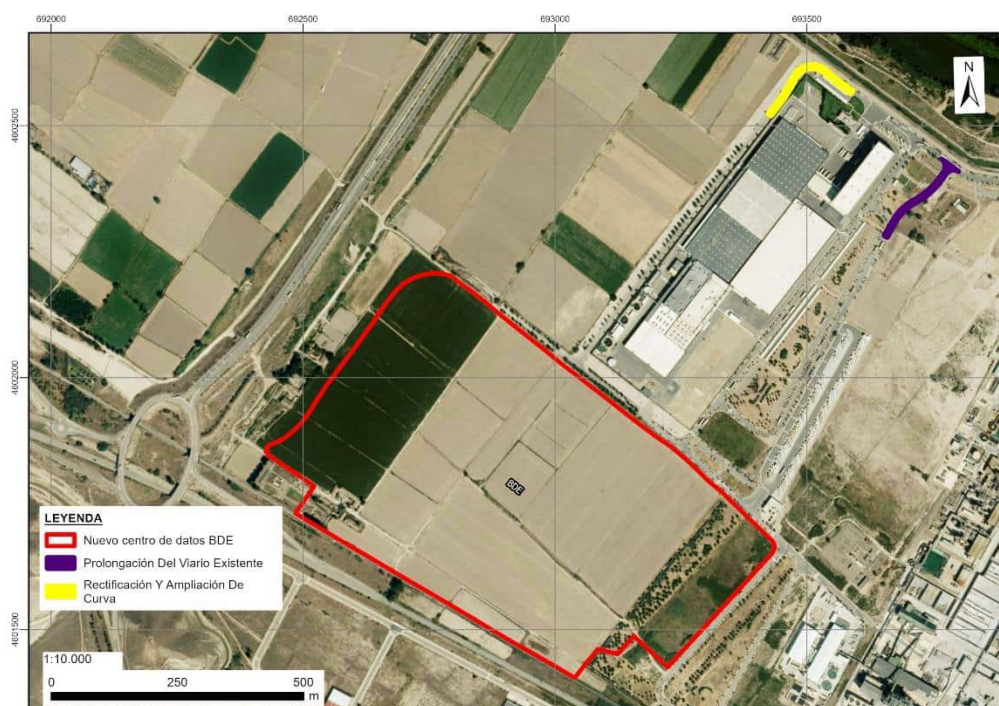 692000 692500 693000 693500
N
4602500
4602000
BDE
LEYENDA
Nuevo centro de datos BDE
Prolongación Del Viario Existente
Rectificación Y Ampliación De
Curva
4601500
1:10.000
0 250 500
m